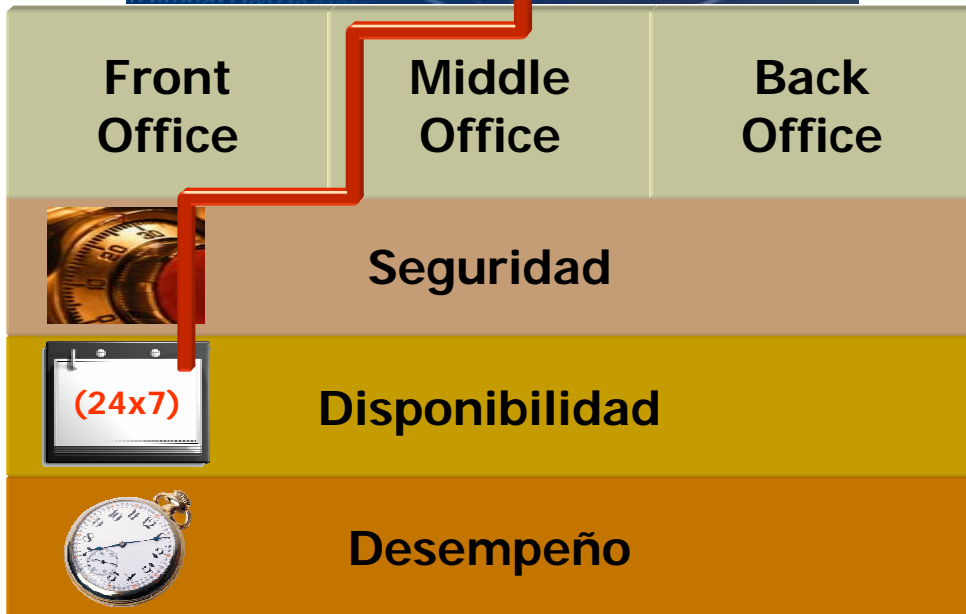 Front
Office
Middle
Office
Back
Office
Seguridad
(24x7)
Disponibilidad
Desempeño